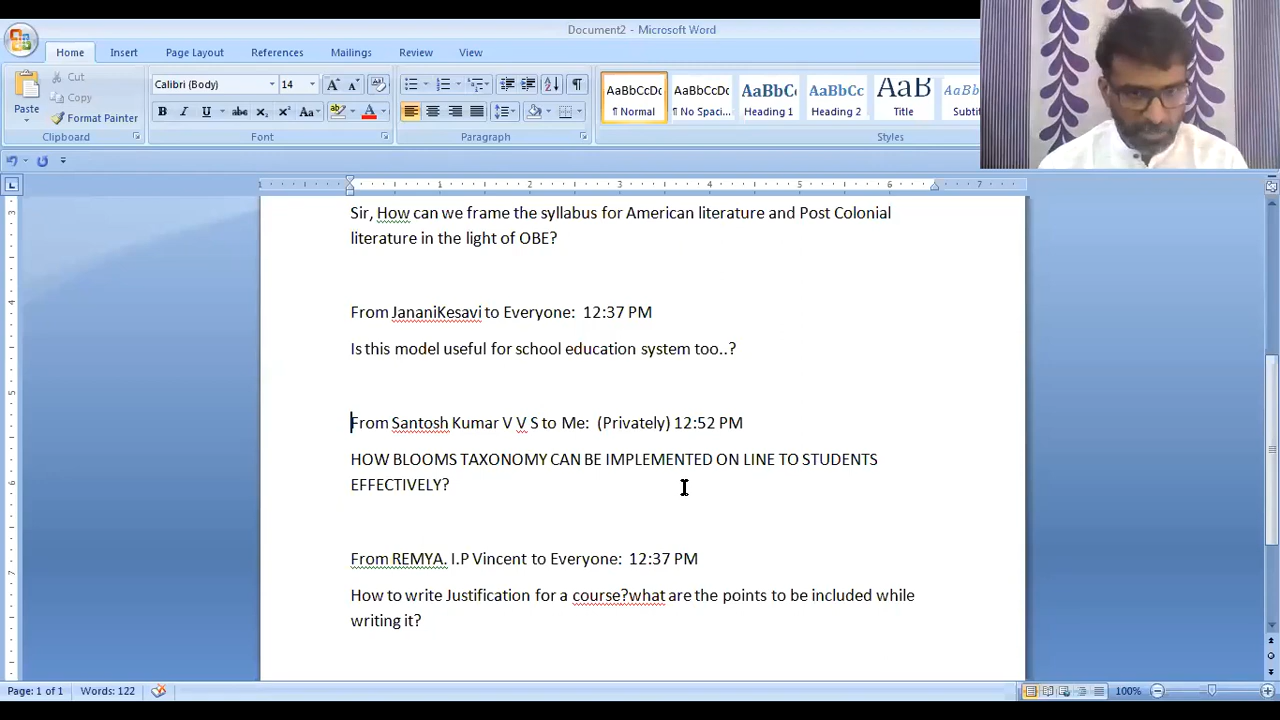 Document2 - Microsoft Word
Home Insert Page Layout References Mailings Review View
Paste
Cut
Copy
Format Painter
Clipboard
Calibri (Body) 14
Font
Paragraph
AaBbCcDc AaBbCcDc AaBbCc AaBbCc AaB
¶ Normal ¶ No Spaci... Heading 1 Heading 2 Title
Styles
Sir, How can we frame the syllabus for American literature and Post Colonial
literature in the light of OBE?
From JananiKesavi to Everyone: 12:37 PM
Is this model useful for school education system too..?
From Santosh Kumar V V S to Me: (Privately) 12:52 PM
HOW BLOOMS TAXONOMY CAN BE IMPLEMENTED ON LINE TO STUDENTS
EFFECTIVELY?
From REMYA. I.P Vincent to Everyone: 12:37 PM
How to write Justification for a course?what are the points to be included while
writing it?
Page: 1 of 1 Words: 122 100%